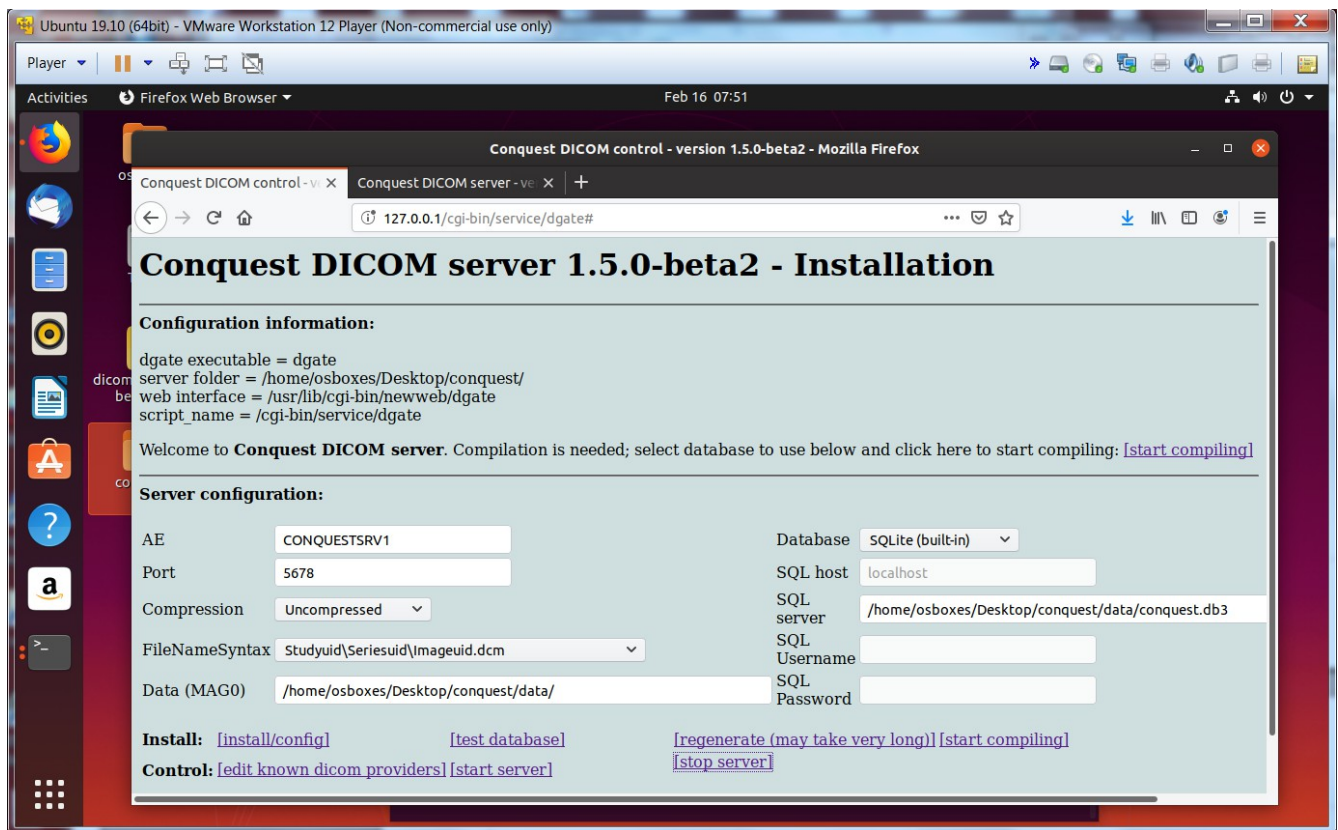 Ubuntu 19.10 (64bit) - VMware Workstation 12 Player (Non-commercial use only)
Player
Activities Firefox Web Browser Feb 16 07:51
Conquest DICOM control - version 1.5.0-beta2 - Mozilla Firefox
os
Conquest DICOM control - ve Conquest DICOM server - ve
127.0.0.1/cgi-bin/service/dgate#
Conquest DICOM server 1.5.0-beta2 - Installation
Configuration information:
dgate executable = dgate
server folder = /home/osboxes/Desktop/conquest/
dicom
web interface = /usr/lib/cgi-bin/newweb/dgate
be
script_name = /cgi-bin/service/dgate
Welcome to Conquest DICOM server. Compilation is needed; select database to use below and click here to start compiling: [start compiling]
co
Server configuration:
AE CONQUESTSRV1 Database SQLite (built-in)
Port 5678 SQL host localhost
Compression Uncompressed SQL server /home/osboxes/Desktop/conquest/data/conquest.db3
FileNameSyntax Studyuid\Seriesuid\Imageuid.dcm SQL Username
Data (MAG0) /home/osboxes/Desktop/conquest/data/ SQL Password
Install: [install/config] [test database] [regenerate (may take very long)] [start compiling]
Control: [edit known dicom providers] [start server] [stop server]